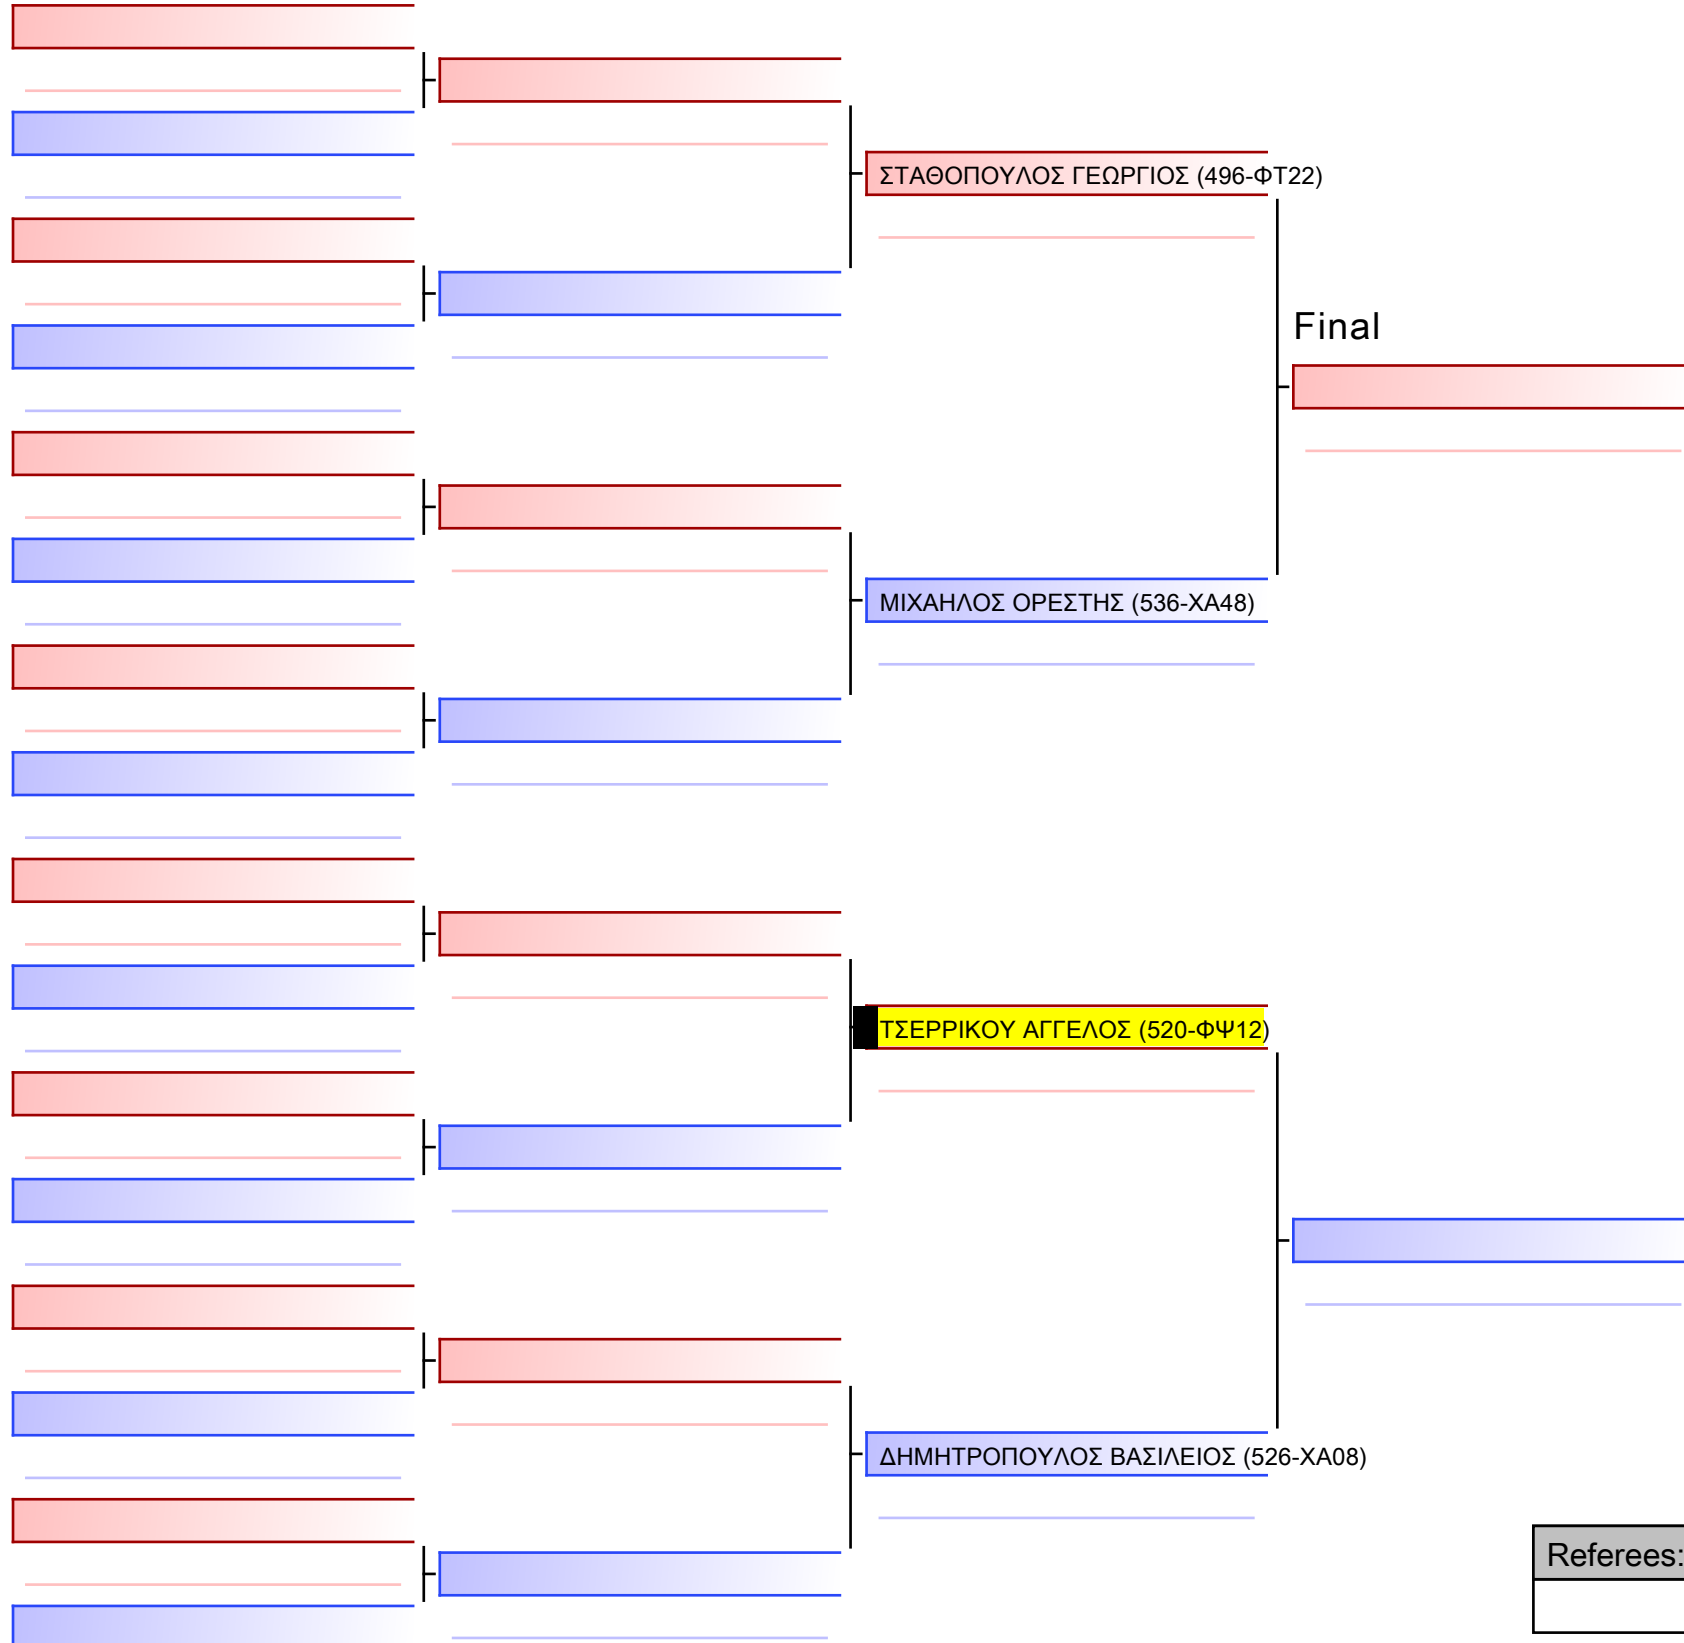 ΣΤΑΘΟΠΟΥΛΟΣ ΓΕΩΡΓΙΟΣ (496-ΦΤ22)
Final
ΜΙΧΑΗΛΟΣ ΟΡΕΣΤΗΣ (536-ΧΑ48)
ΤΣΕΡΡΙΚΟΥ ΑΓΓΕΛΟΣ (520-ΦΨ12)
ΔΗΜΗΤΡΟΠΟΥΛΟΣ ΒΑΣΙΛΕΙΟΣ (526-ΧΑ08)
Referees: